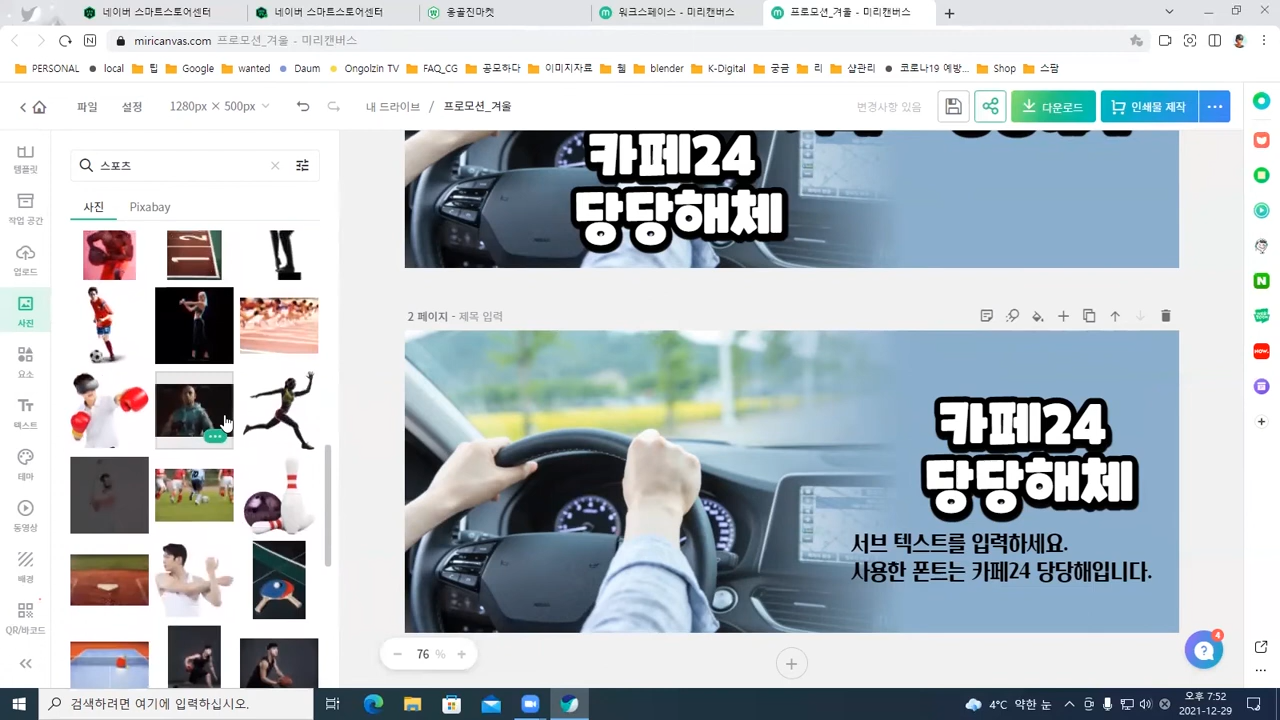 네이버 스마트스토어센터
네이버 스마트스토어센터
옹골진마켓
워크스페이스 - 미리캔버스
프로모션_겨울 - 미리캔버스
miricanvas.com 프로모션_겨울 - 미리캔버스
PERSONAL
local
팁
Google
wanted
Daum
Ongolzin TY
FAQ_CG
공모하다
이미지자료
웹
blender
K-Digital
궁금
리
샵관리
코로나19 예방...
Shop
스팜
파일
설정
1280px × 500px
내 드라이브 / 프로모션_겨울
변경사항 있음
다운로드
인쇄물 제작
템플릿
작업 공간
업로드
사진
요소
텍스트
테마
동영상
배경
QR/바코드
스포츠
사진
Pixabay
카페24
당당해체
2 페이지 - 제목 입력
카페24
당당해체
서브 텍스트를 입력하세요.
사용한 폰트는 카페24 당당해입니다.
76 %
4
NOW.
검색하려면 여기에 입력하십시오.
4°C 약한 눈
오후 7:52
2021-12-29